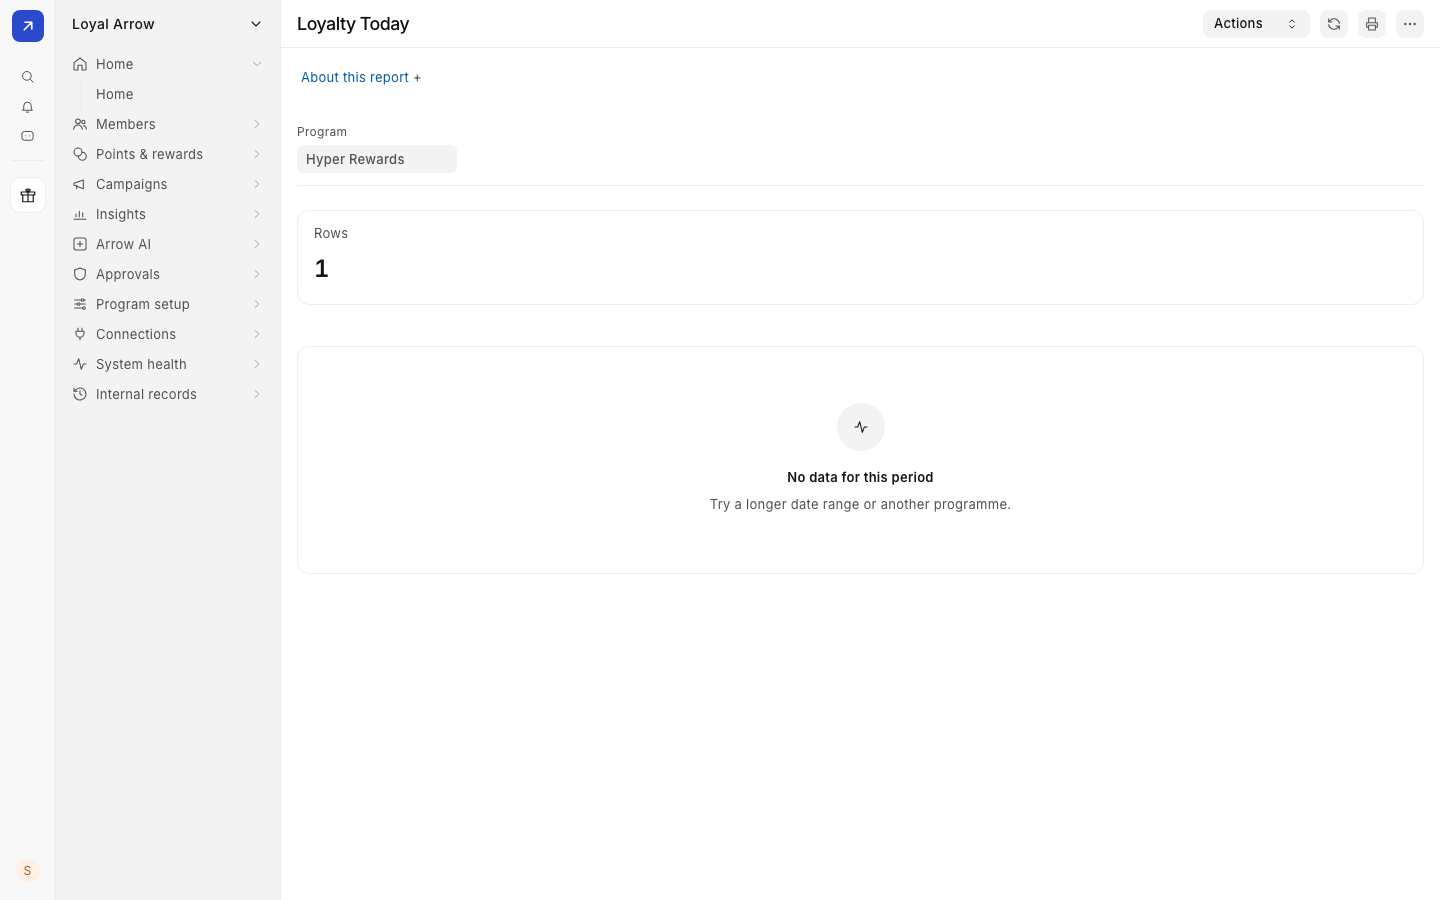 Loyal Arrow
Home
Home
Members
Points & rewards
Campaigns
Insights
Arrow AI
Approvals
Program setup
Connections
System health
Internal records
S
Loyalty Today
Actions
About this report +
Program
Hyper Rewards
Rows
1
No data for this period
Try a longer date range or another programme.